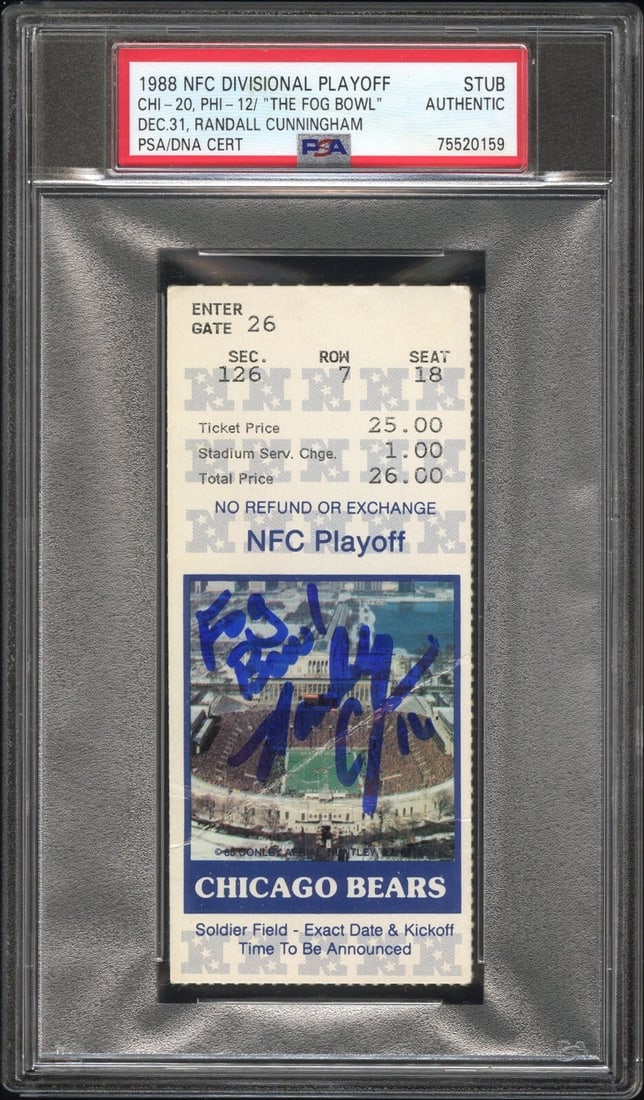 1988 NFC DIVISIONAL PLAYOFF STUB
CHI-20, PHI-12/ "THE FOG BOWL" AUTHENTIC
DEC.31, RANDALL CUNNINGHAM
PSA/DNA CERT PSA 75520159
ENTER
GATE 26
SEC. ROW SEAT
126 7 18
Ticket Price 25.00
Stadium Serv. Chge. 1.00
Total Price 26.00
NO REFUND OR EXCHANGE
NFC Playoff
Fog
Bowl
CHICAGO BEARS
Soldier Field - Exact Date & Kickoff
Time To Be Announced